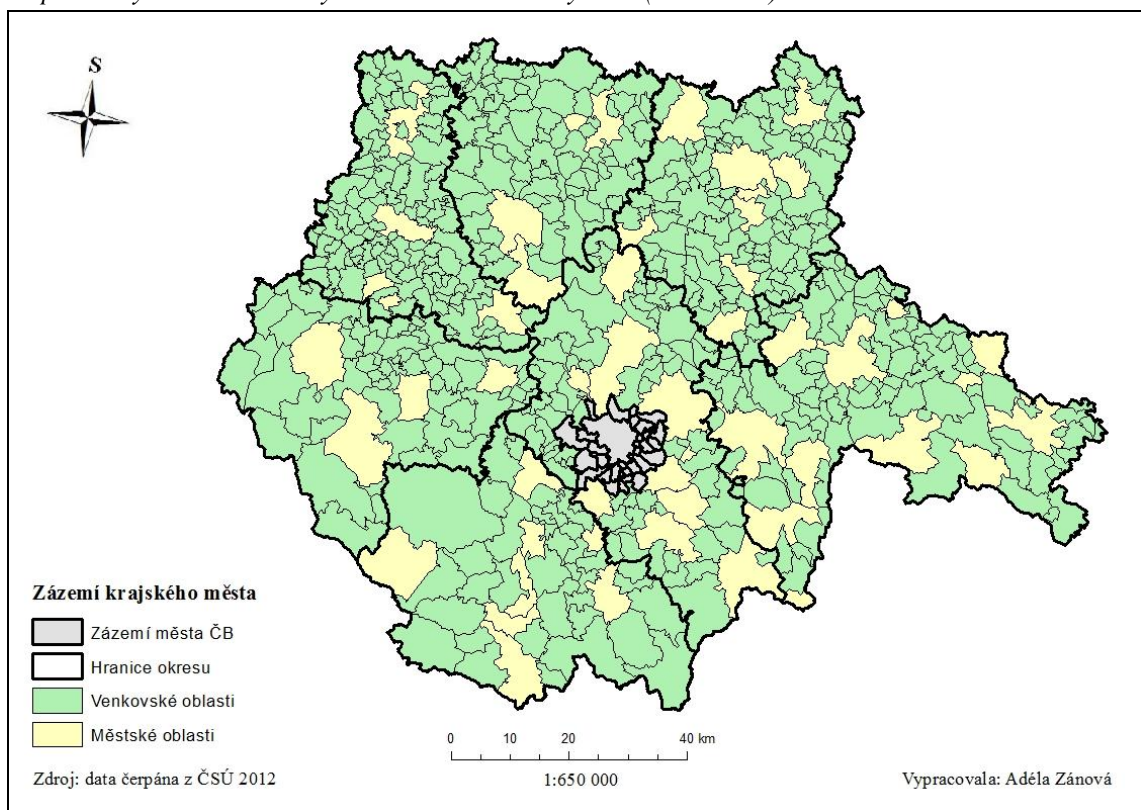 S
Zázemí krajského města
Zázemí města ČB
Hranice okresu
Venkovské oblasti
Městské oblasti
0 10 20 40 km
Zdroj: data čerpána z ČSÚ 2012
1:650 000
Vypracovala: Adéla Zánová